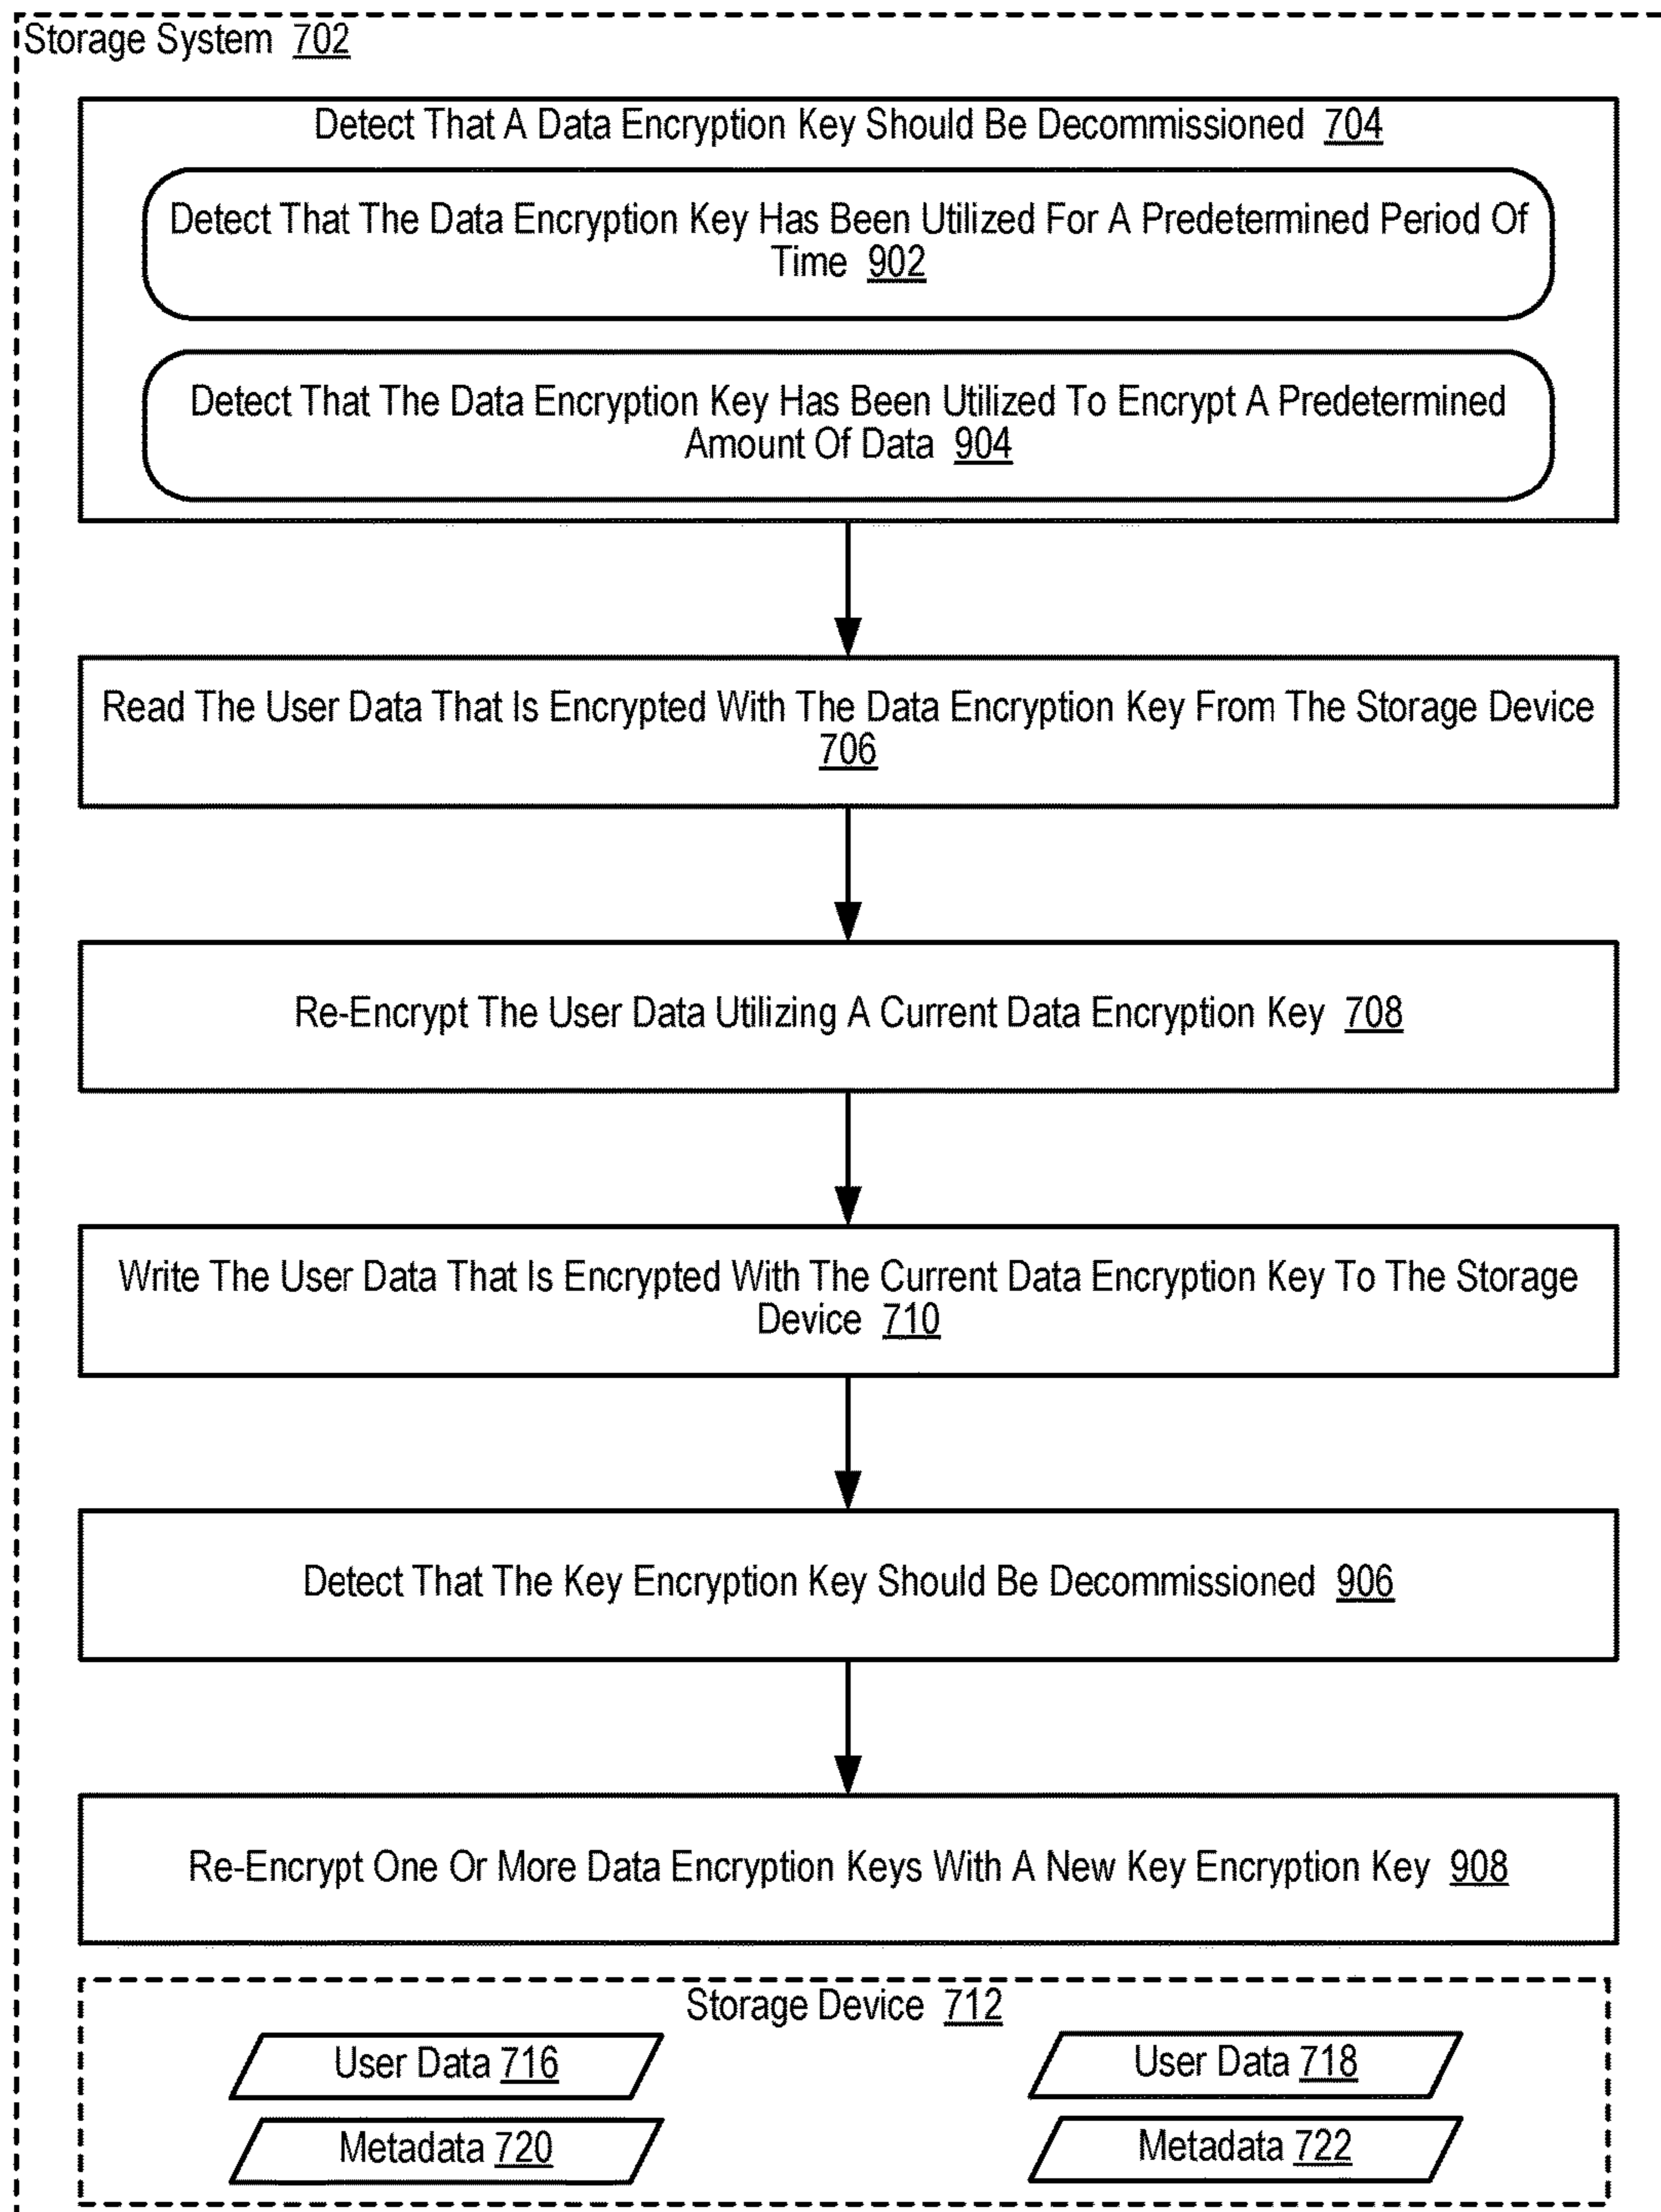 Storage System 702
Detect That A Data Encryption Key Should Be Decommissioned 704
Detect That The Data Encryption Key Has Been Utilized For A Predetermined Period Of
Time 902
Detect That The Data Encryption Key Has Been Utilized To Encrypt A Predetermined
Amount Of Data 904
Read The User Data That Is Encrypted With The Data Encryption Key From The Storage Device
706
Re-Encrypt The User Data Utilizing A Current Data Encryption Key 708
Write The User Data That Is Encrypted With The Current Data Encryption Key To The Storage
Device 710
Detect That The Key Encryption Key Should Be Decommissioned 906
Re-Encrypt One Or More Data Encryption Keys With A New Key Encryption Key 908
Storage Device 712
User Data 716
User Data 718
Metadata 720
Metadata 722